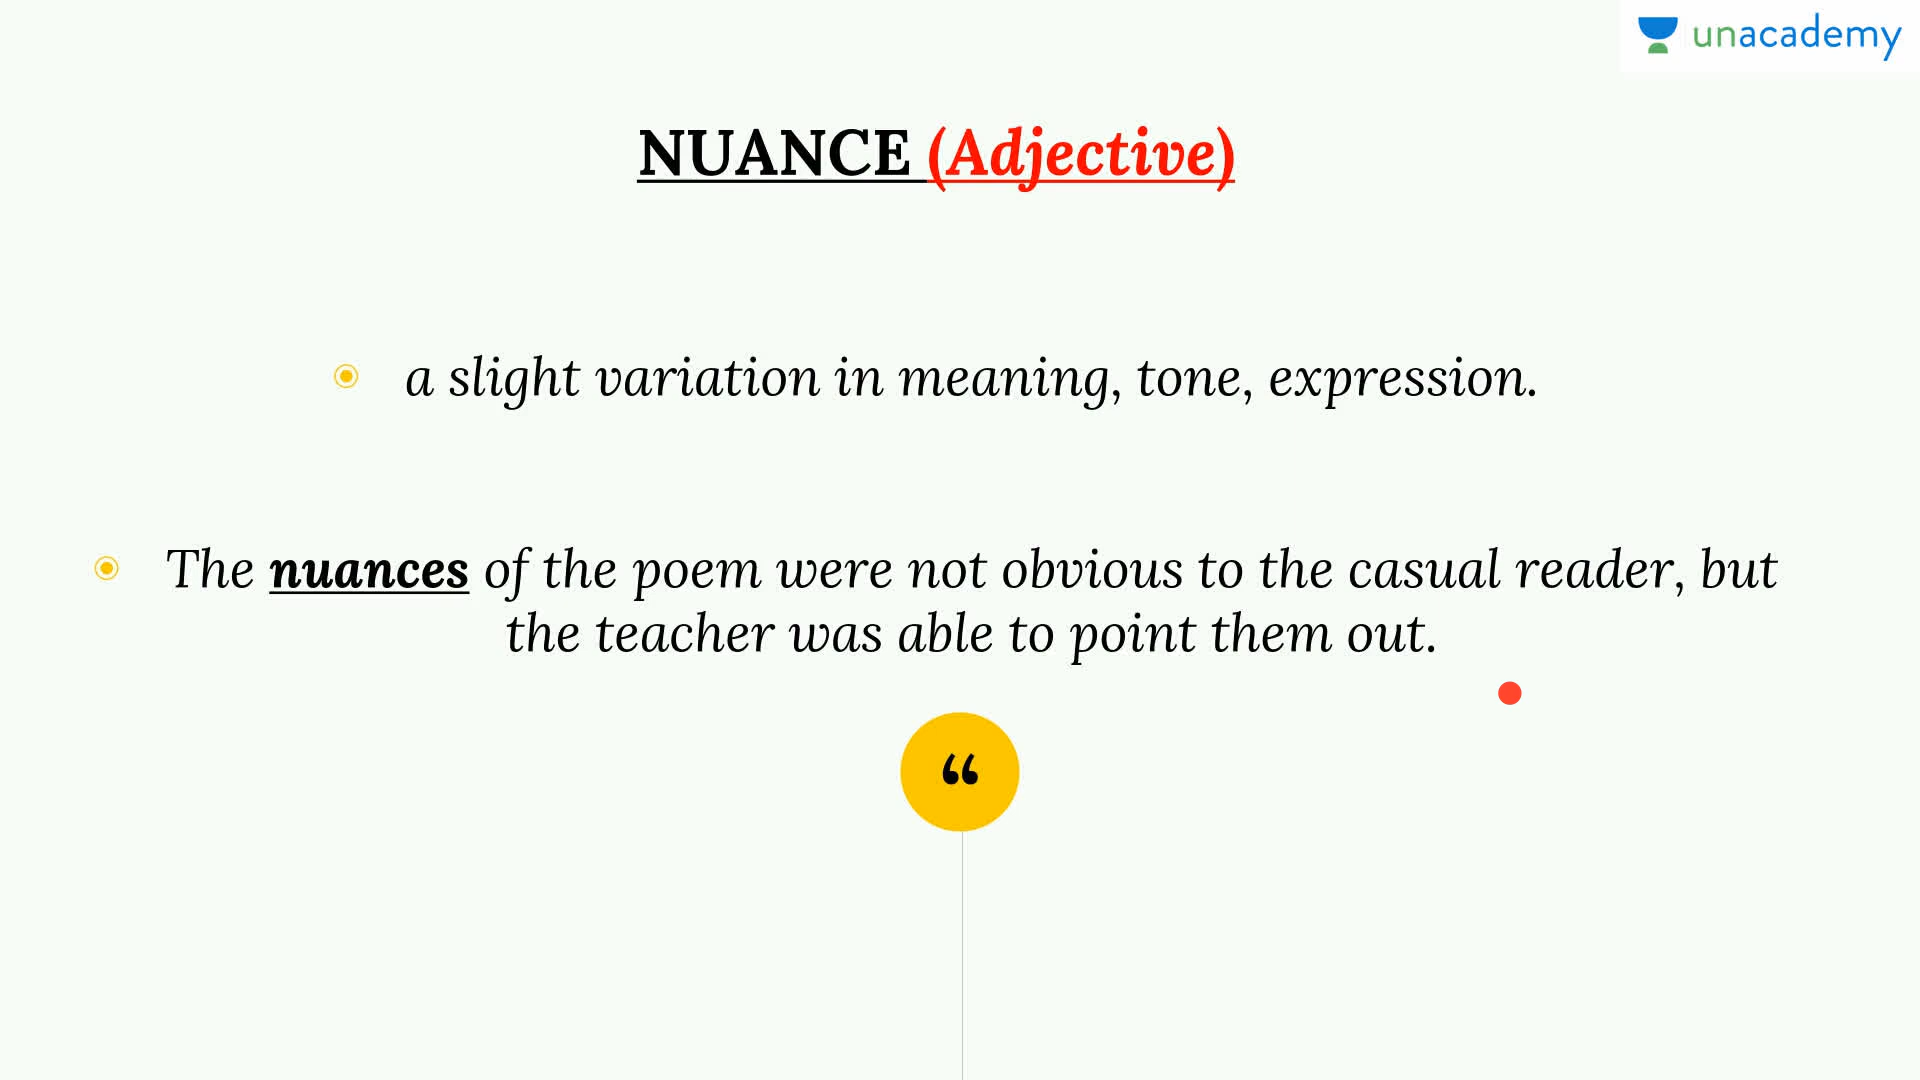 unacademy
NUANCE (Adjective)
a slight variation in meaning, tone, expression.
The nuances of the poem were not obvious to the casual reader, but
the teacher was able to point them out.
“